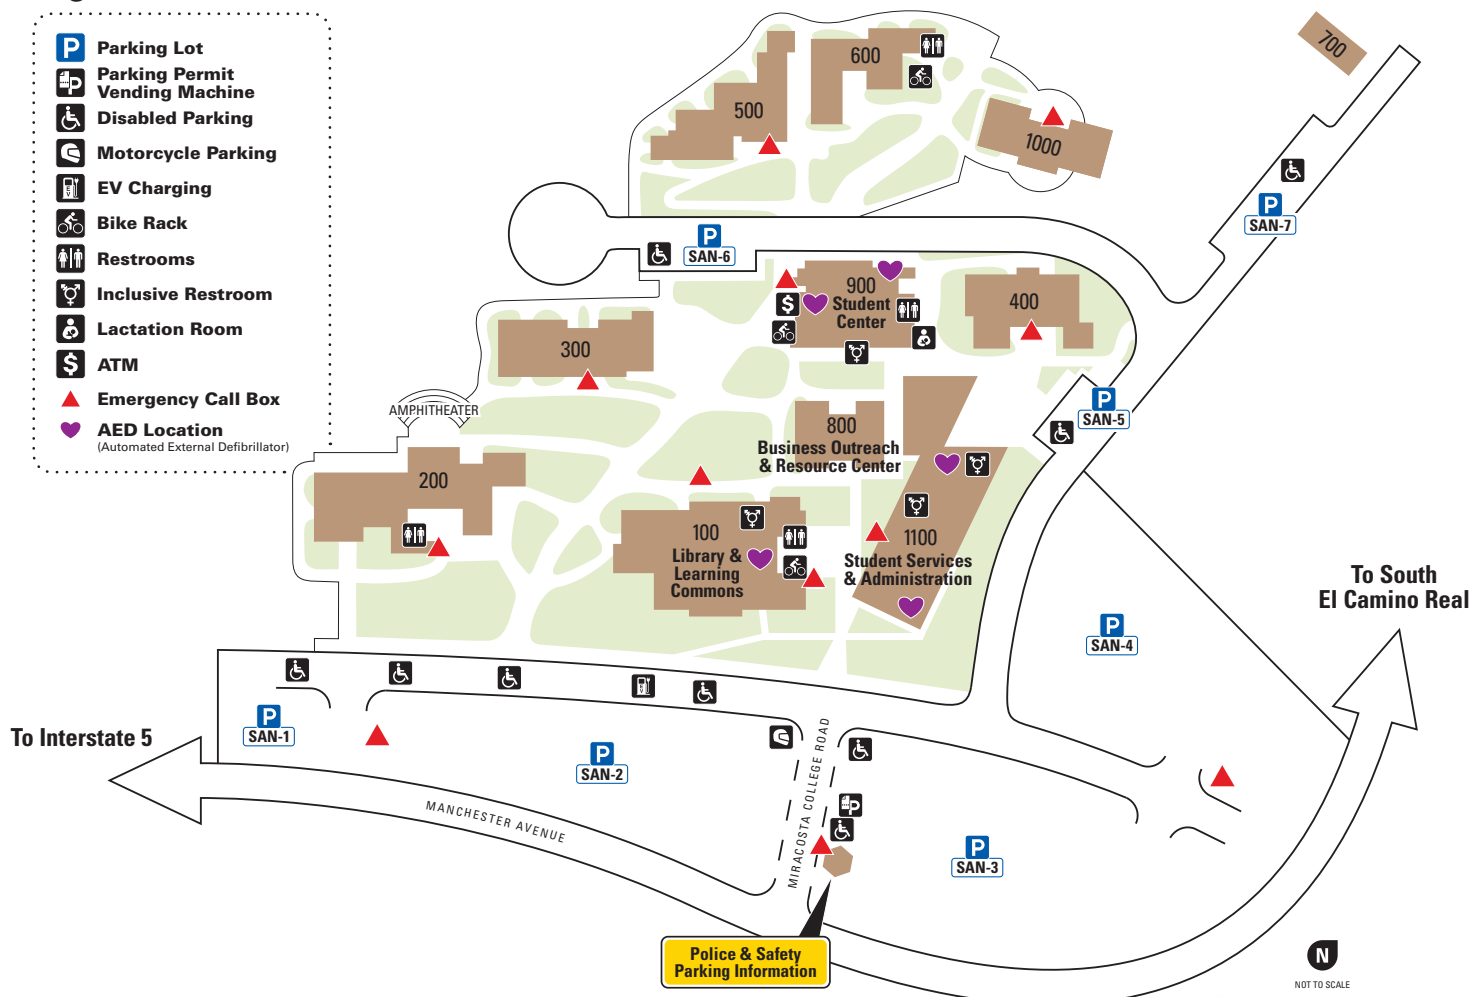 P
Parking Lot
P
Parking Permit
Vending Machine
Disabled Parking
Motorcycle Parking
EV
EV Charging
Bike Rack
Restrooms
Inclusive Restroom
Lactation Room
$
ATM
Emergency Call Box
AED Location
(Automated External Defibrillator)
700
600
500
1000
P
SAN-7
P
SAN-6
900
Student
Center
$
400
300
AMPHITHEATER
P
SAN-5
800
Business Outreach
& Resource Center
200
100
Library &
Learning
Commons
1100
Student Services
& Administration
To South
El Camino Real
P
SAN-4
P
SAN-1
To Interstate 5
EV
P
SAN-2
MANCHESTER AVENUE
MIRACOSTA COLLEGE ROAD
P
P
SAN-3
Police & Safety
Parking Information
N
NOT TO SCALE